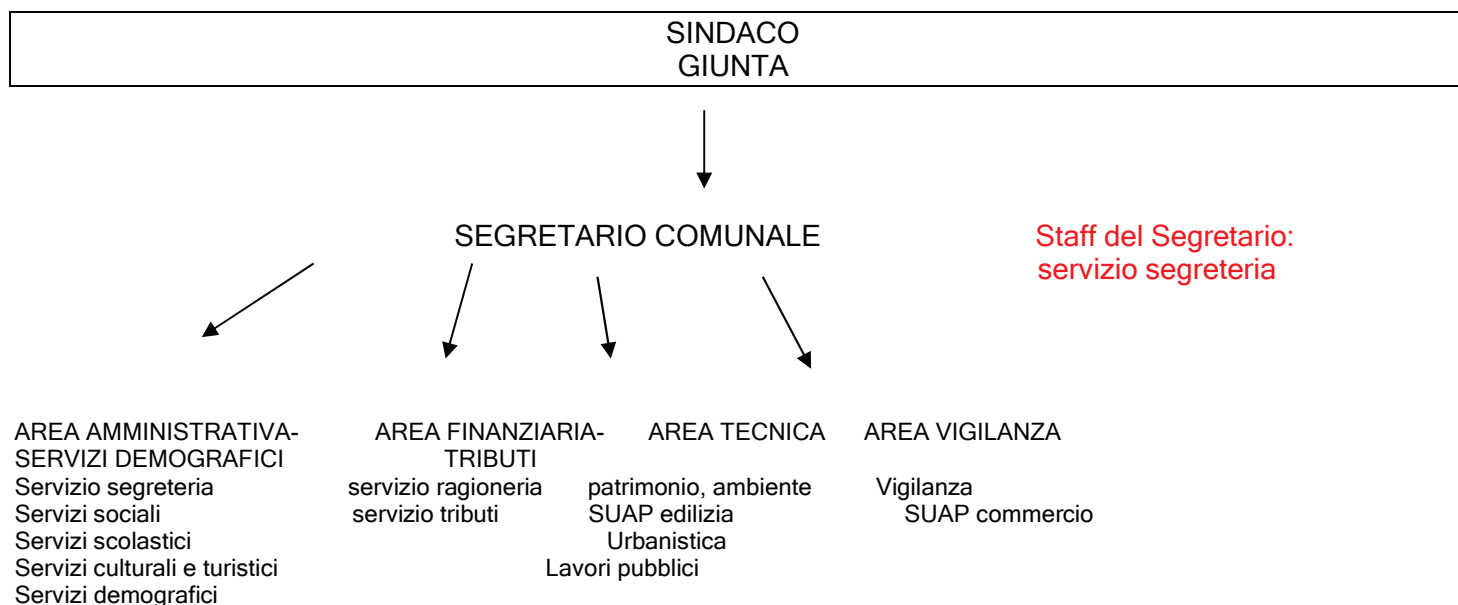 SINDACO
GIUNTA
SEGRETARIO COMUNALE
Staff del Segretario:
servizio segreteria
AREA AMMINISTRATIVA-
SERVIZI DEMOGRAFICI
Servizio segreteria
Servizi sociali
Servizi scolastici
Servizi culturali e turistici
Servizi demografici
AREA FINANZIARIA-
TRIBUTI
servizio ragioneria
servizio tributi
AREA TECNICA
patrimonio, ambiente
SUAP edilizia
Urbanistica
Lavori pubblici
AREA VIGILANZA
Vigilanza
SUAP commercio